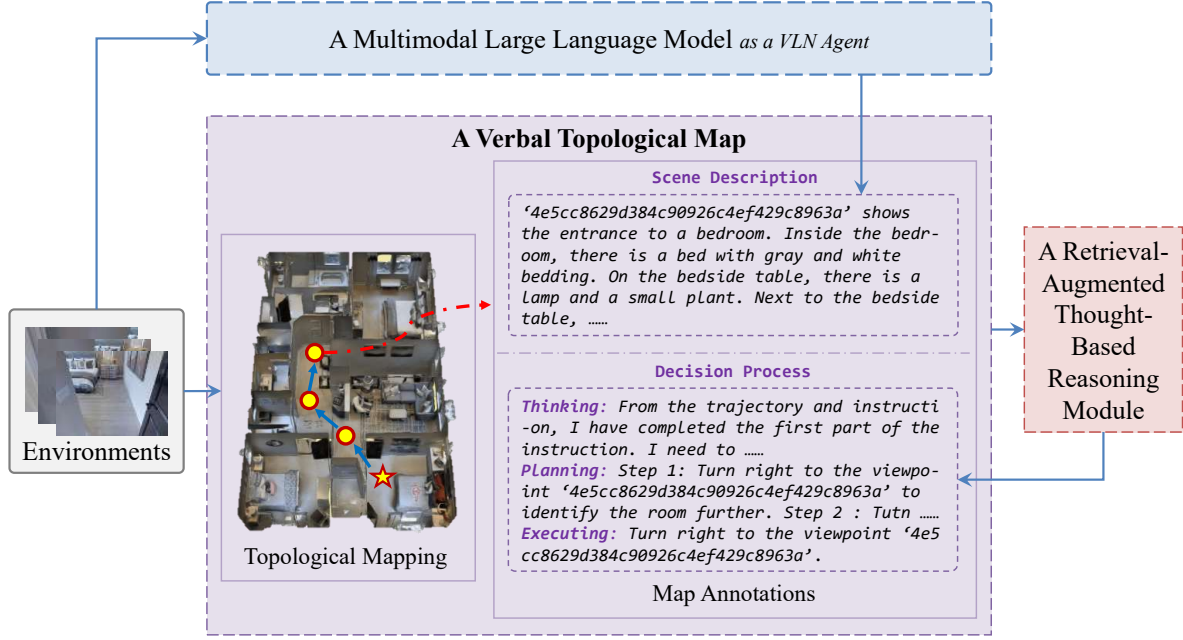 A Multimodal Large Language Model as a VLN Agent
A Verbal Topological Map
Scene Description
‘4e5cc8629d384c90926c4ef429c8963a’ shows
the entrance to a bedroom. Inside the bedr-
oom, there is a bed with gray and white
bedding. On the bedside table, there is a
lamp and a small plant. Next to the bedside
table, ……
Decision Process
Thinking: From the trajectory and instructi
-on, I have completed the first part of the
instruction. I need to ……
Planning: Step 1: Turn right to the viewpo-
int ‘4e5cc8629d384c90926c4ef429c8963a’ to
identify the room further. Step 2 : Tutn ……
Executing: Turn right to the viewpoint ‘4e5
cc8629d384c90926c4ef429c8963a’.
Map Annotations
Topological Mapping
Environments
A Retrieval-
Augmented
Thought-
Based
Reasoning
Module